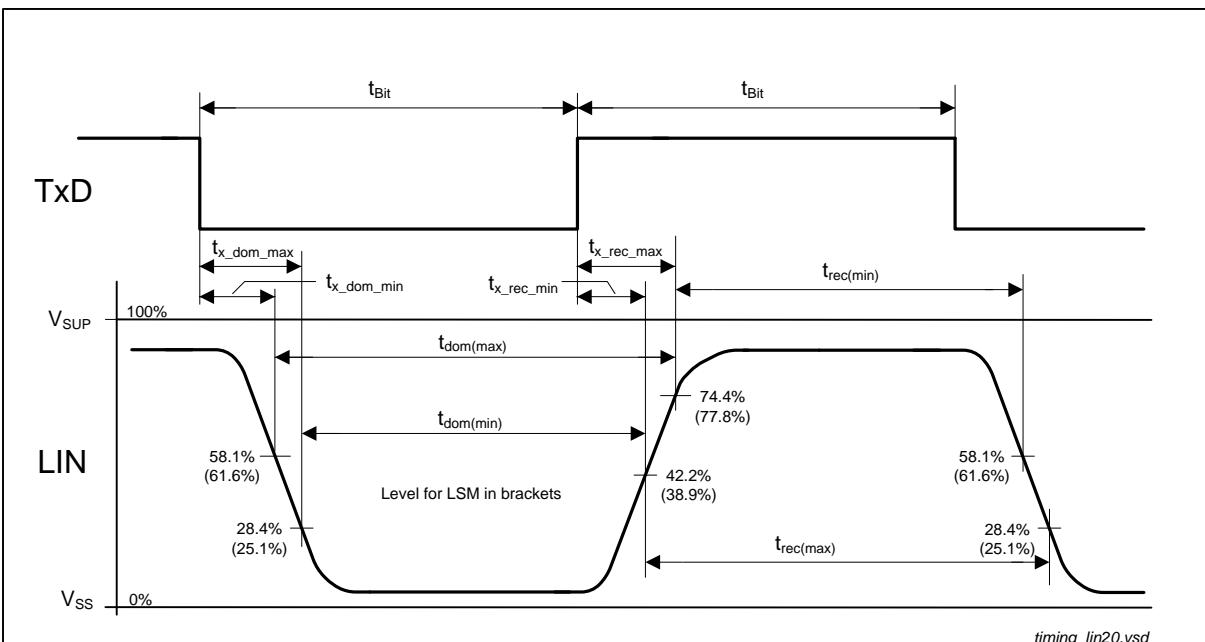 tBit
tBit
TxD
tx_dom_max
tx_rec_max
tx_dom_min
tx_rec_min
trec(min)
VSUP
100%
tdom(max)
74.4%
(77.8%)
tdom(min)
LIN
58.1%
(61.6%)
42.2%
(38.9%)
58.1%
(61.6%)
Level for LSM in brackets
28.4%
(25.1%)
28.4%
(25.1%)
trec(max)
VSS
0%
timing_lin20.vsd